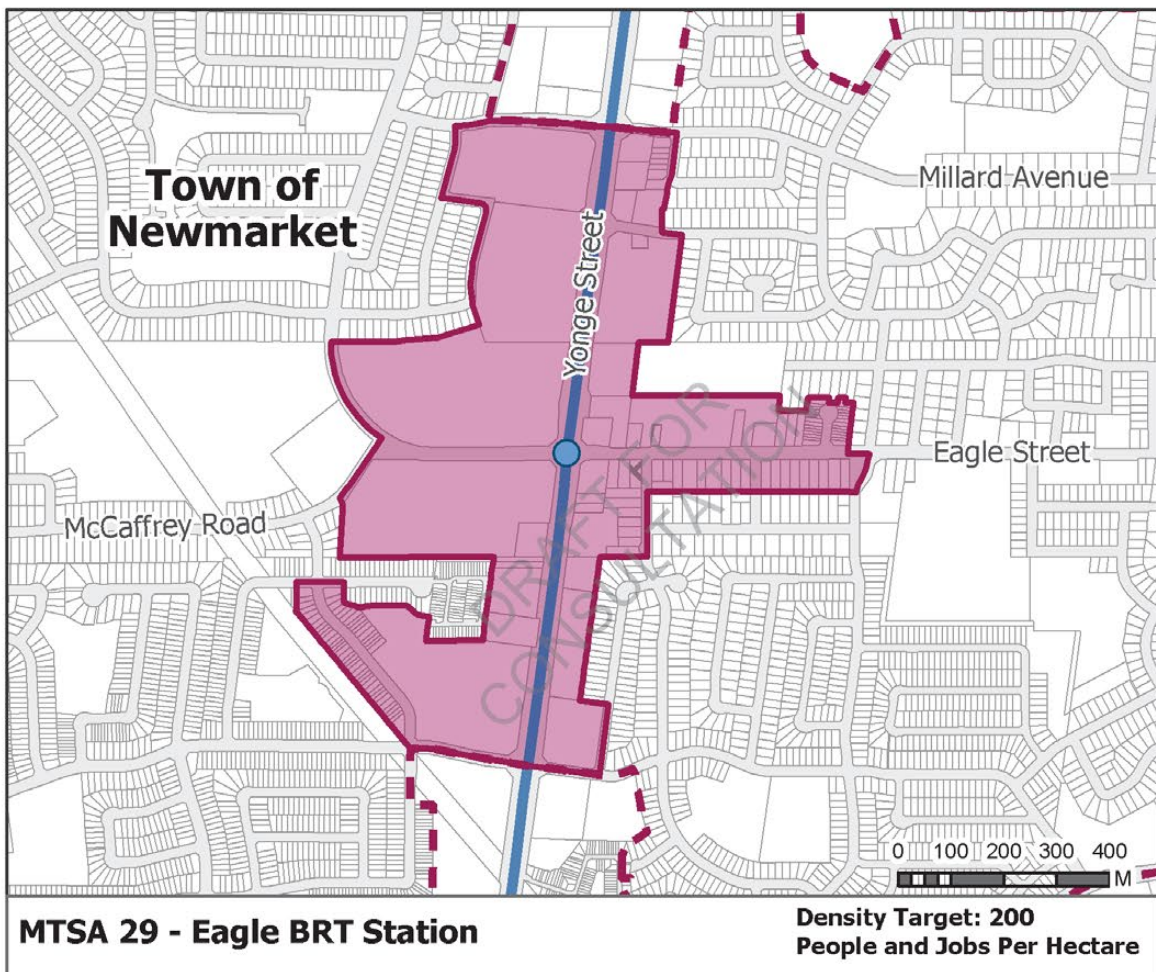 Town of
Newmarket
Millard Avenue
Yonge Street
Eagle Street
McCaffrey Road
DRAFT FOR
CONSULTATION
0 100 200 300 400
M
MTSA 29 - Eagle BRT Station
Density Target: 200
People and Jobs Per Hectare